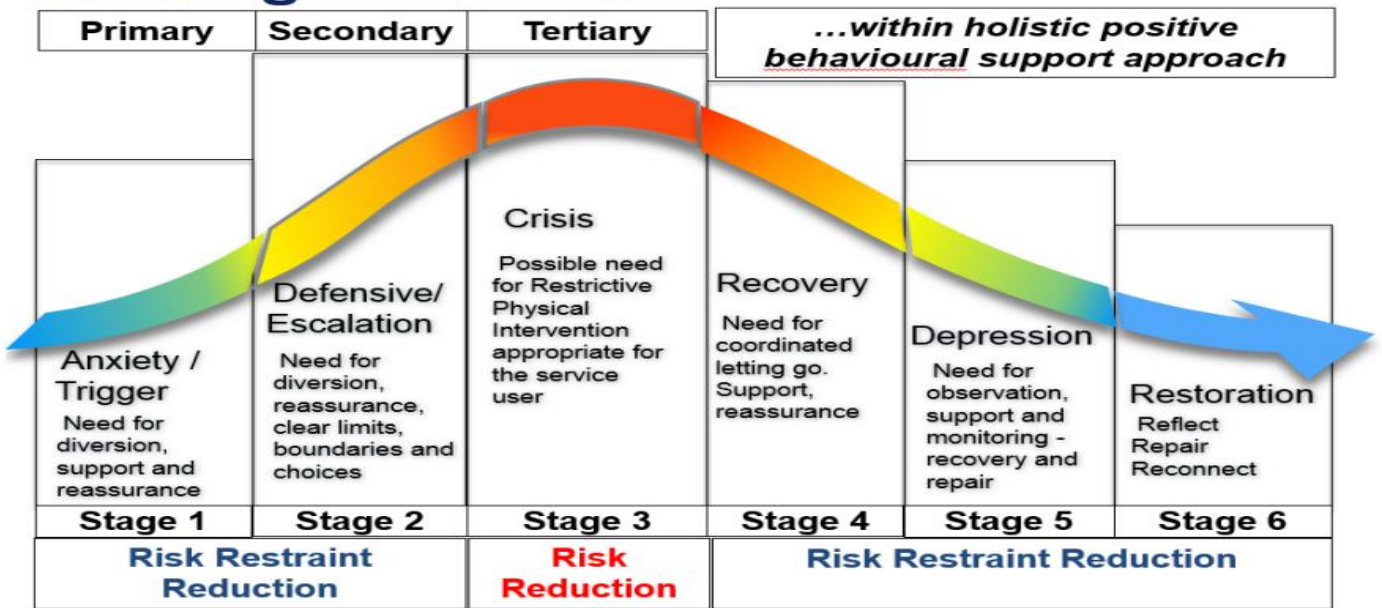 Primary
Secondary
Tertiary
...within holistic positive
behavioural support approach
Anxiety /
Trigger
Need for
diversion,
support and
reassurance
Defensive/
Escalation
Need for
diversion,
reassurance,
clear limits,
boundaries and
choices
Crisis
Possible need
for Restrictive
Physical
Intervention
appropriate for
the service
user
Recovery
Need for
coordinated
letting go.
Support,
reassurance
Depression
Need for
observation,
support and
monitoring -
recovery and
repair
Restoration
Reflect
Repair
Reconnect
Stage 1
Stage 2
Stage 3
Stage 4
Stage 5
Stage 6
Risk Restraint
Reduction
Risk
Reduction
Risk Restraint Reduction